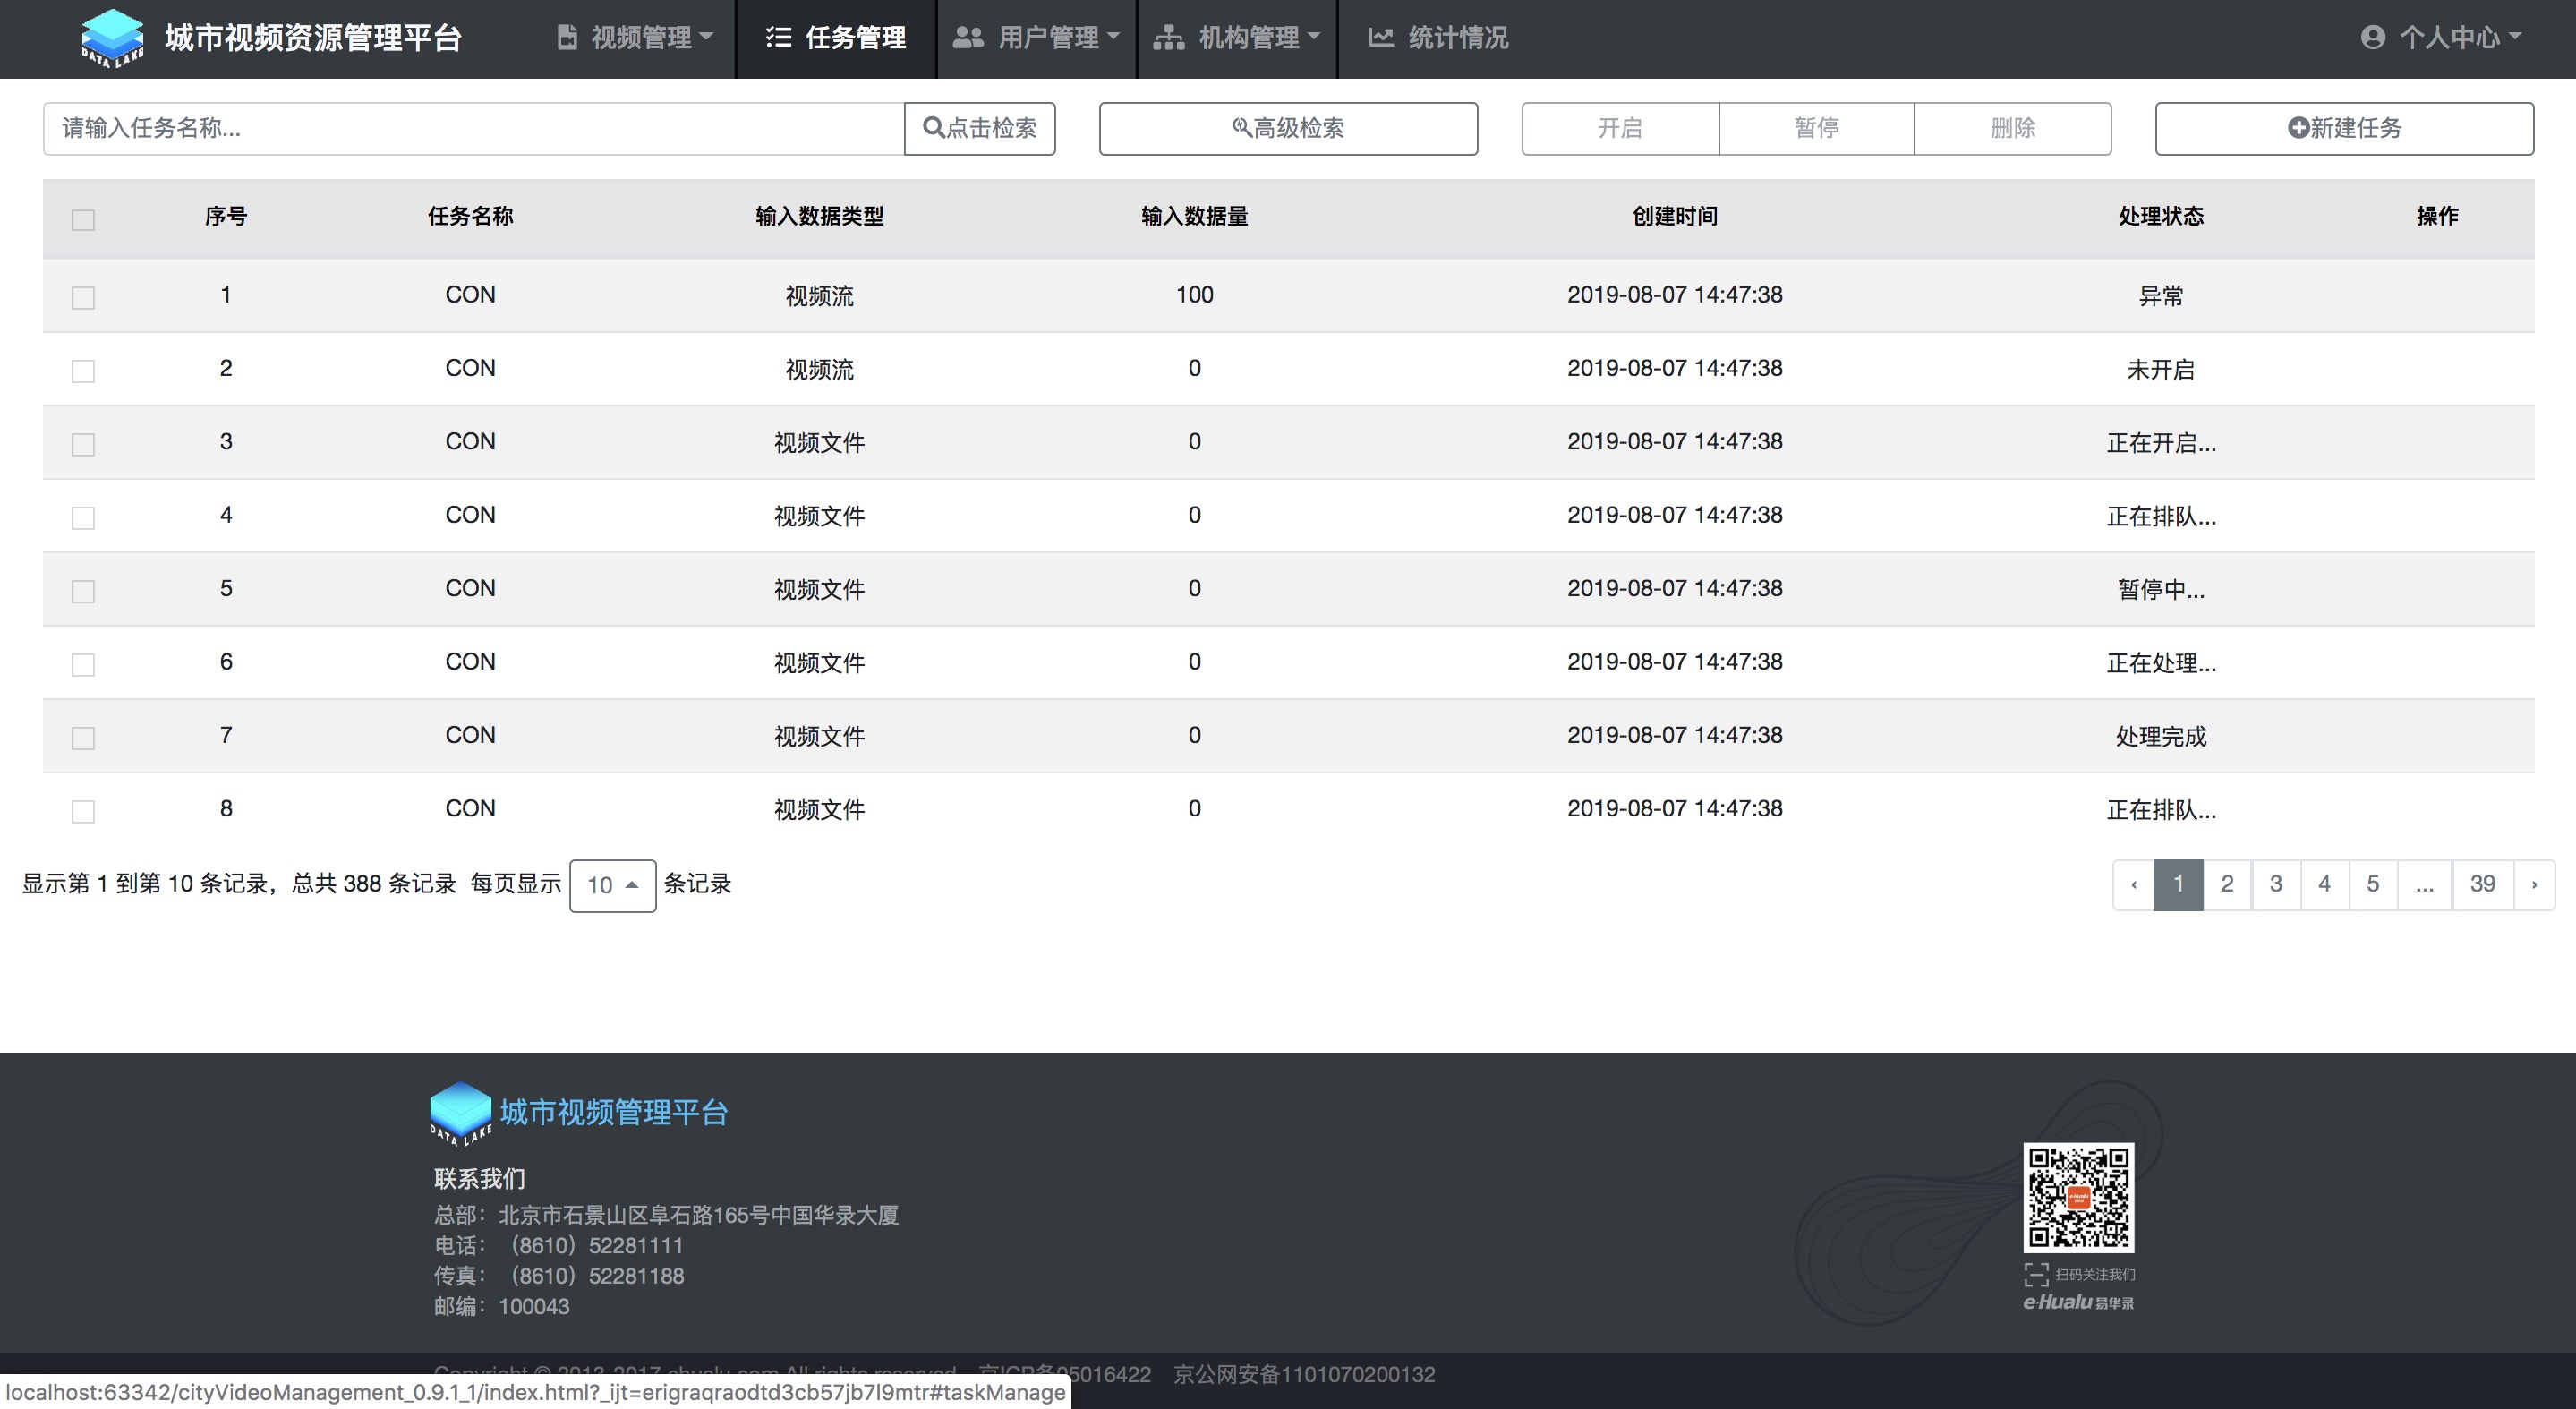 DATA LAKE 城市视频资源管理平台 视频管理 任务管理 用户管理 机构管理 统计情况 个人中心
请输入任务名称... 点击检索 高级检索 开启 暂停 删除 新建任务
序号 任务名称 输入数据类型 输入数据量 创建时间 处理状态 操作
1 CON 视频流 100 2019-08-07 14:47:38 异常
2 CON 视频流 0 2019-08-07 14:47:38 未开启
3 CON 视频文件 0 2019-08-07 14:47:38 正在开启...
4 CON 视频文件 0 2019-08-07 14:47:38 正在排队...
5 CON 视频文件 0 2019-08-07 14:47:38 暂停中...
6 CON 视频文件 0 2019-08-07 14:47:38 正在处理...
7 CON 视频文件 0 2019-08-07 14:47:38 处理完成
8 CON 视频文件 0 2019-08-07 14:47:38 正在排队...
显示第 1 到第 10 条记录，总共 388 条记录 每页显示 10 条记录 ‹ 1 2 3 4 5 ... 39 ›
DATA LAKE 城市视频管理平台
联系我们
总部：北京市石景山区阜石路165号中国华录大厦
电话：（8610）52281111
传真：（8610）52281188
邮编：100043
扫码关注我们
e-Hualu 易华录
Copyright © 2013-2017 ehualu.com All rights reserved 京ICP备05016422 京公网安备1101070200132
localhost:63342/cityVideoManagement_0.9.1_1/index.html?_ijt=erigraqraodtd3cb57jb7l9mtr#taskManage